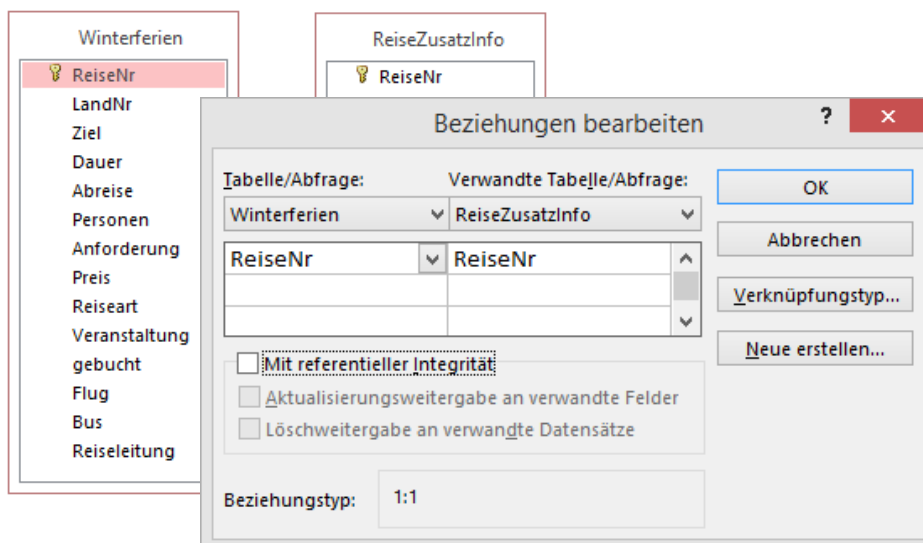 Winterferien
ReiseNr
LandNr
Ziel
Dauer
Abreise
Personen
Anforderung
Preis
Reiseart
Veranstaltung
gebucht
Flug
Bus
Reiseleitung
ReiseZusatzInfo
ReiseNr
Beziehungen bearbeiten ?
Tabelle/Abfrage: Verwandte Tabelle/Abfrage:
Winterferien ReiseZusatzInfo
ReiseNr ReiseNr
Mit referentieller Integrität
Aktualisierungsweitergabe an verwandte Felder
Löschweitergabe an verwandte Datensätze
Beziehungstyp: 1:1
OK
Abbrechen
Verknüpfungstyp...
Neue erstellen...